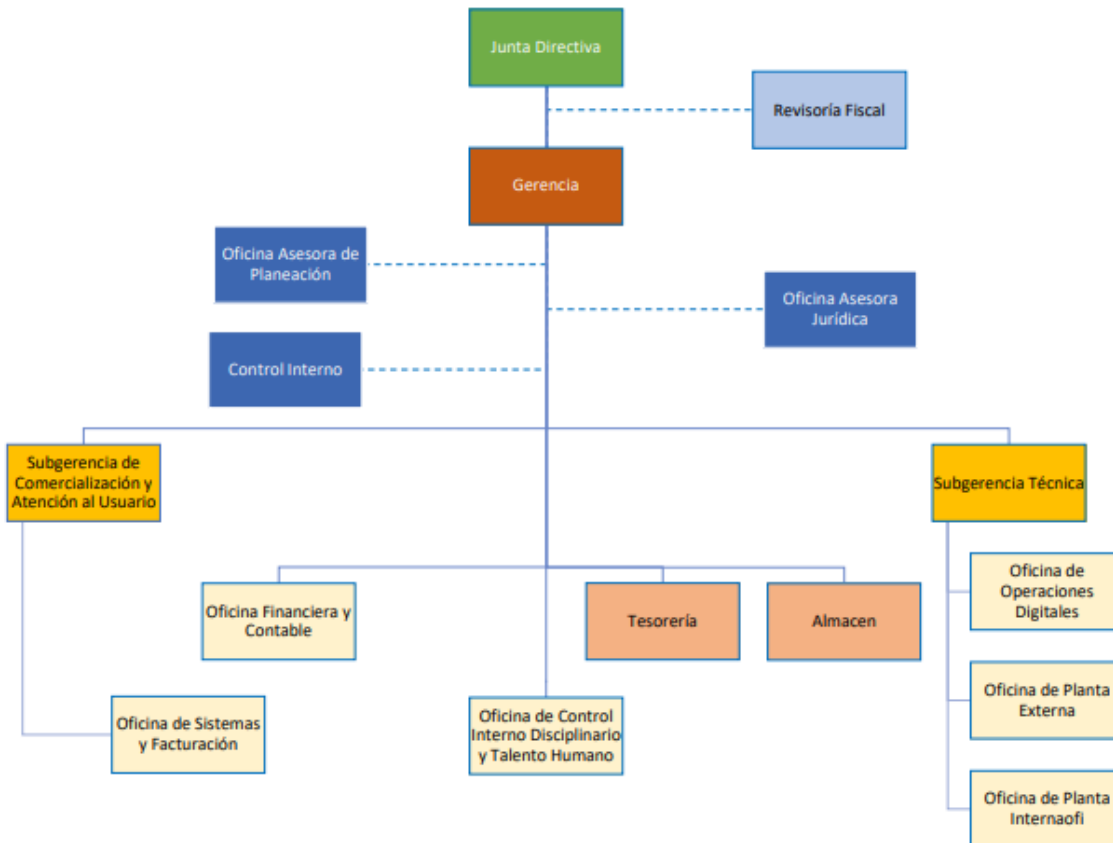 Junta Directiva
Revisoría Fiscal
Gerencia
Oficina Asesora de
Planeación
Oficina Asesora
Jurídica
Control Interno
Subgerencia de
Comercialización y
Atención al Usuario
Subgerencia Técnica
Oficina de
Operaciones
Digitales
Oficina Financiera y
Contable
Tesorería
Almacen
Oficina de Planta
Externa
Oficina de Sistemas
y Facturación
Oficina de Control
Interno Disciplinario
y Talento Humano
Oficina de Planta
Internaofi